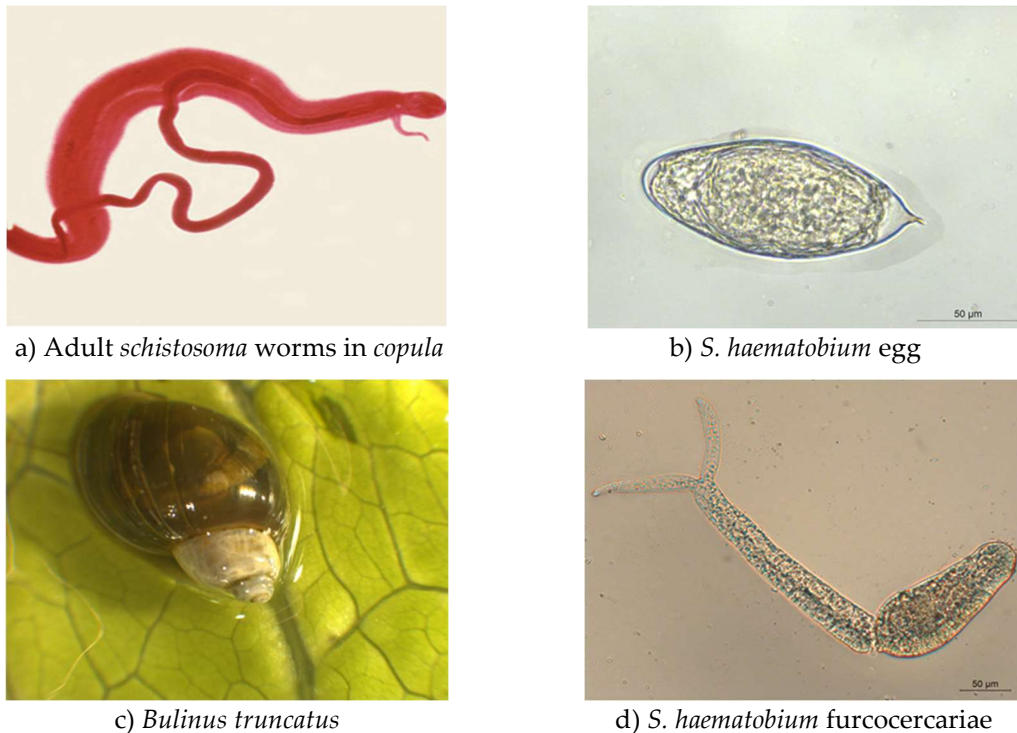 a) Adult schistosoma worms in copula
50 µm
b) S. haematobium egg
c) Bulinus truncatus
50 µm
d) S. haematobium furcocercariae